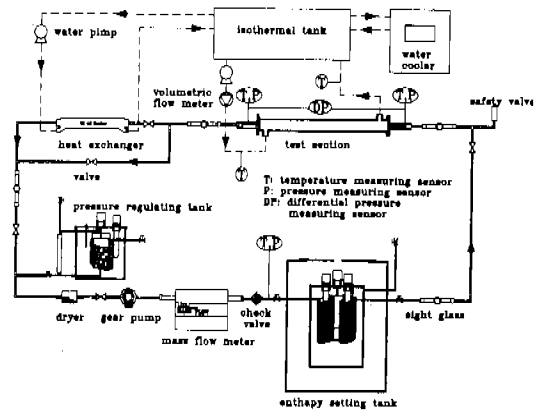 water pimp
isothermal tank
water
coolar
volumetric
flow meter
T
T P
DP
T P
safety valve
heat exchanger
test section
valve
T
T: temperature measuring sensor
P: pressure measuring sensor
DP: differential pressure
measuring sensor
pressure regulating tank
T P
dryer
gear pump
check
valve
sight glass
mass flow meter
enthapy setting tank